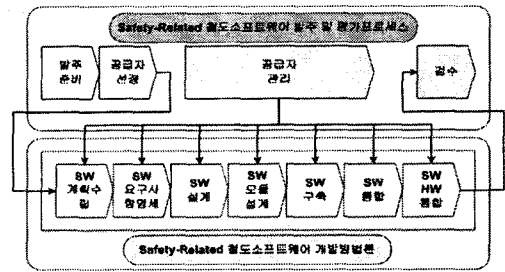 Safety-Related 철도소프트웨어 발주 및 평가프로세스
발주
준비
공급자
선정
공급자
관리
검수
SW
계획수
립
SW
요구사
항명세
SW
설계
SW
모듈
설계
SW
구축
SW
통합
SW
HW
통합
Safety-Related 철도소프트웨어 개발방법론